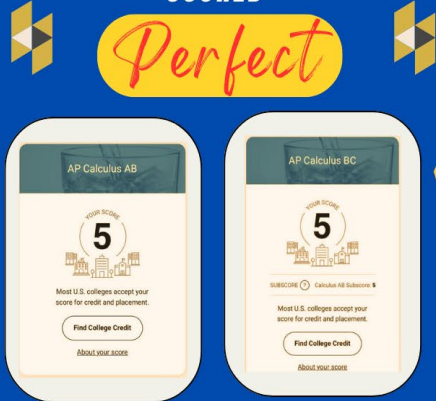 Perfect
AP Calculus AB
YOUR SCORE
5
Most U.S. colleges accept your
score for credit and placement.
Find College Credit
About your score
AP Calculus BC
YOUR SCORE
5
SUBSCORE ? Calculus AB Subscore 5
Most U.S. colleges accept your
score for credit and placement.
Find College Credit
About your score